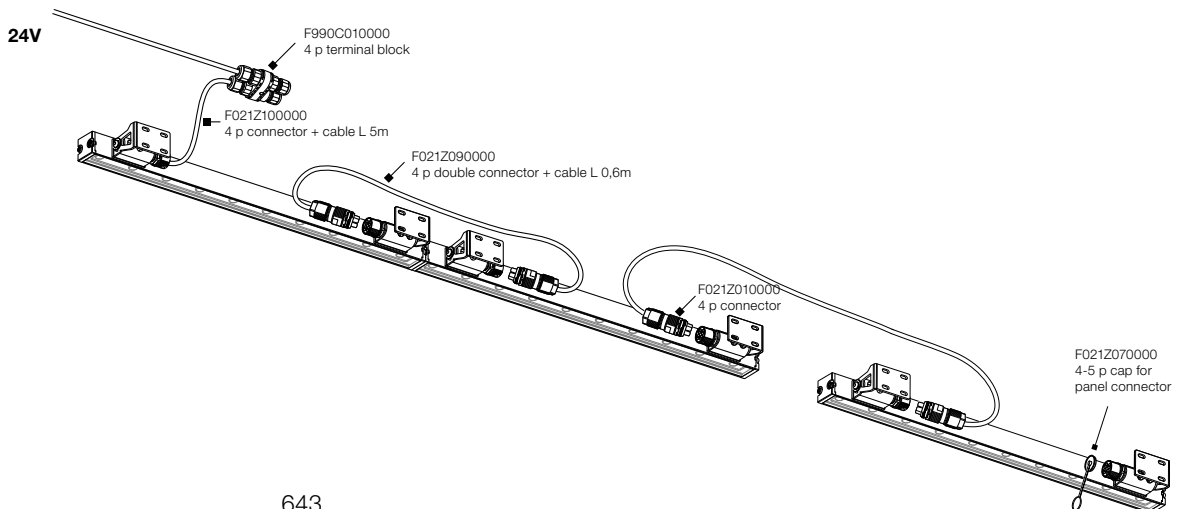 24V
F990C010000
4 p terminal block
F021Z100000
4 p connector + cable L 5m
F021Z090000
4 p double connector + cable L 0,6m
F021Z010000
4 p connector
F021Z070000
4-5 p cap for
panel connector
643